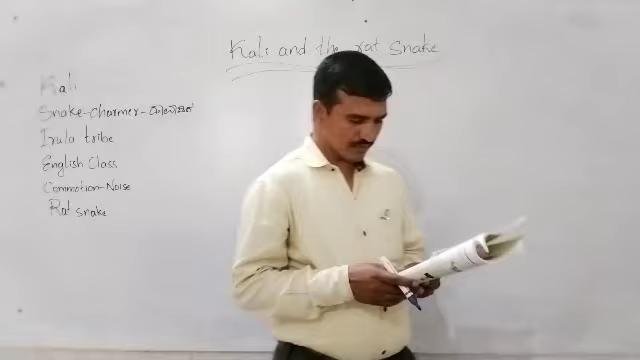 Kali and the rat snake
Kali
Snake-charmer-
Irula tribe
English Class
Commotion-Noise
Rat snake